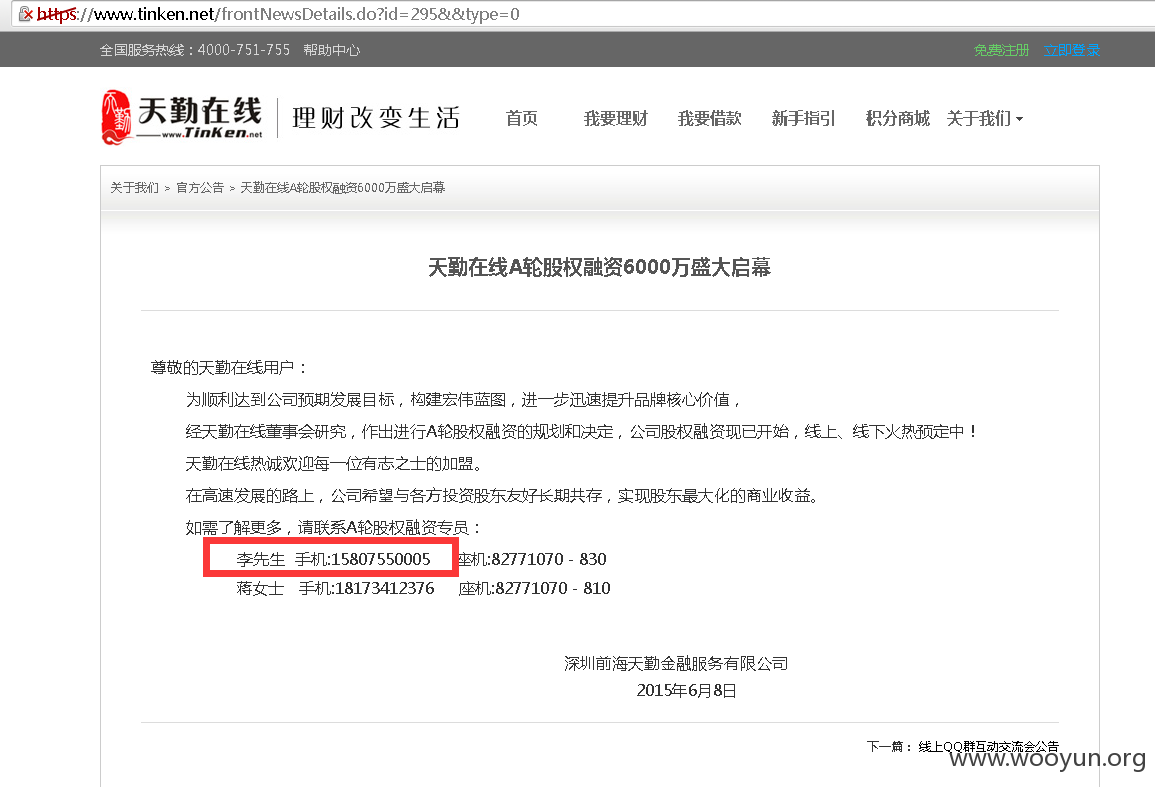 https://www.tinken.net/frontNewsDetails.do?id=295&&type=0
全国服务热线：4000-751-755 帮助中心 免费注册 立即登录
天勤 天勤在线 www.TinKen.net 理财改变生活 首页 我要理财 我要借款 新手指引 积分商城 关于我们
关于我们 > 官方公告 > 天勤在线A轮股权融资6000万盛大启幕
天勤在线A轮股权融资6000万盛大启幕
尊敬的天勤在线用户：
为顺利达到公司预期发展目标，构建宏伟蓝图，进一步迅速提升品牌核心价值，
经天勤在线董事会研究，作出进行A轮股权融资的规划和决定，公司股权融资现已开始，线上、线下火热预定中！
天勤在线热诚欢迎每一位有志之士的加盟。
在高速发展的路上，公司希望与各方投资股东友好长期共存，实现股东最大化的商业收益。
如需了解更多，请联系A轮股权融资专员：
李先生 手机:15807550005 座机:82771070 - 830
蒋女士 手机:18173412376 座机:82771070 - 810
深圳前海天勤金融服务有限公司
2015年6月8日
下一篇： 线上QQ群互动交流会公告
www.wooyun.org